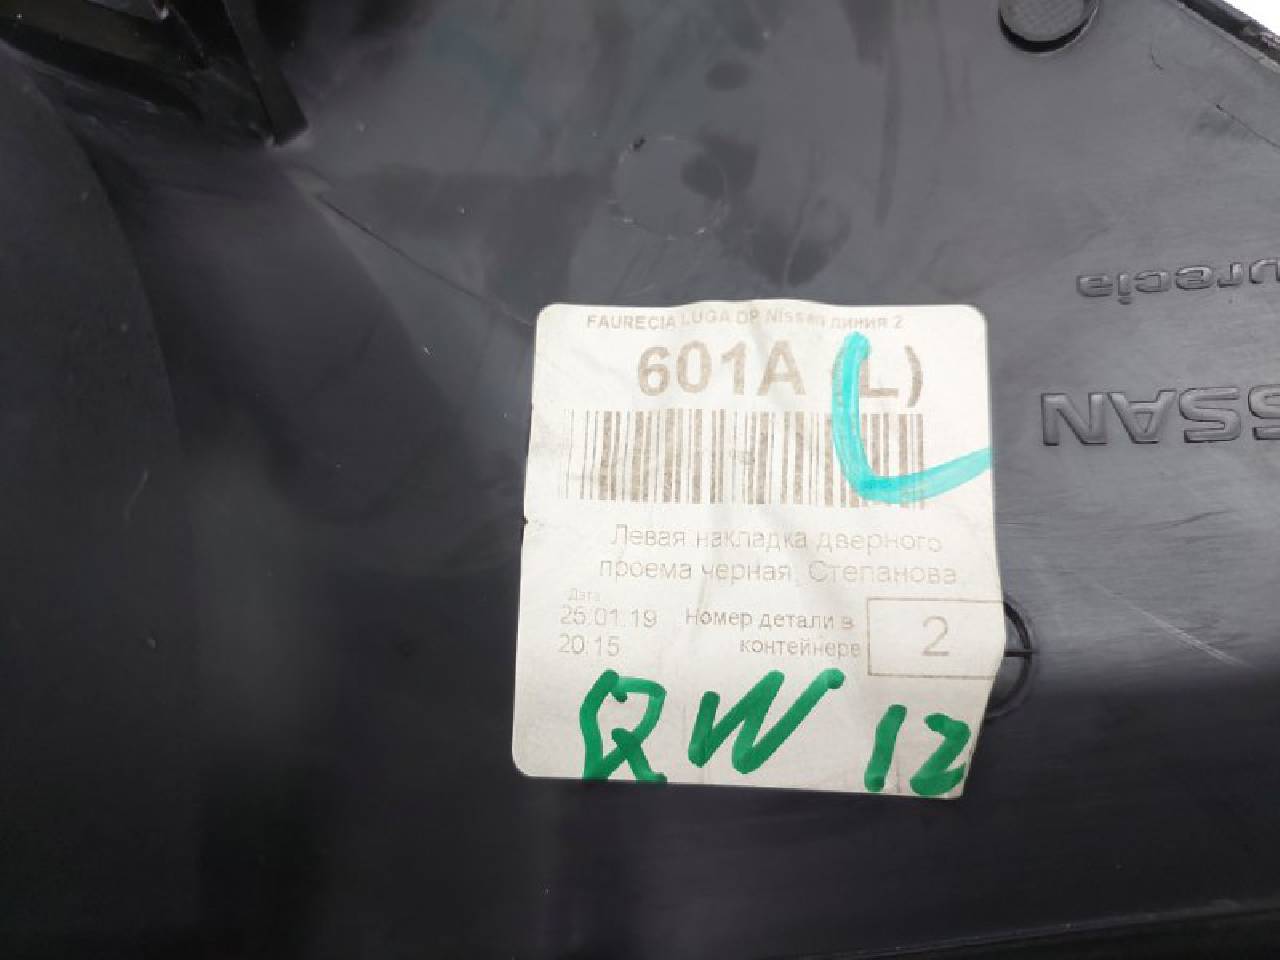 urecia
FAURECIA LUGA DP Nissan линия 2
601A (L)
L
SSAN
Левая накладка дверного
проема черная, Степанова
Дата
25.01.19
20:15
Номер детали в
контейнере
2
RW 12